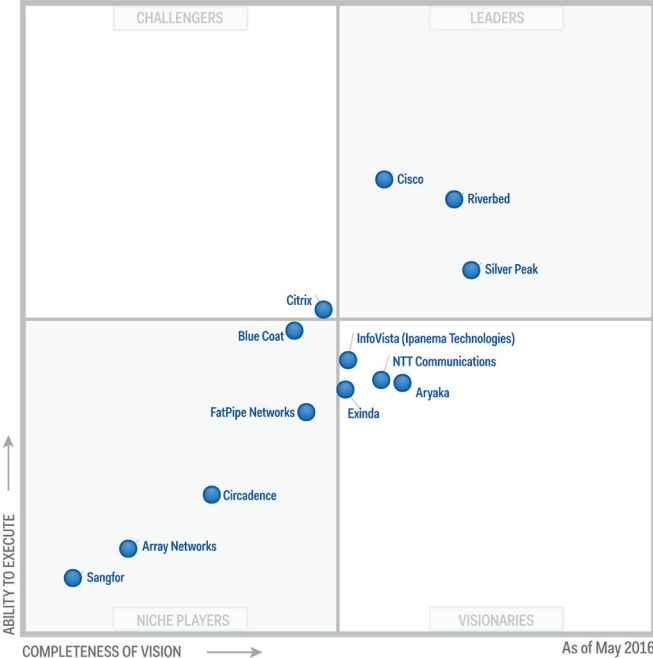 CHALLENGERS
LEADERS
Cisco
Riverbed
Silver Peak
Citrix
Blue Coat
InfoVista (Ipanema Technologies)
NTT Communications
Aryaka
Exinda
FatPipe Networks
Circadence
Array Networks
Sangfor
NICHE PLAYERS
VISIONARIES
ABILITY TO EXECUTE
COMPLETENESS OF VISION
As of May 2016